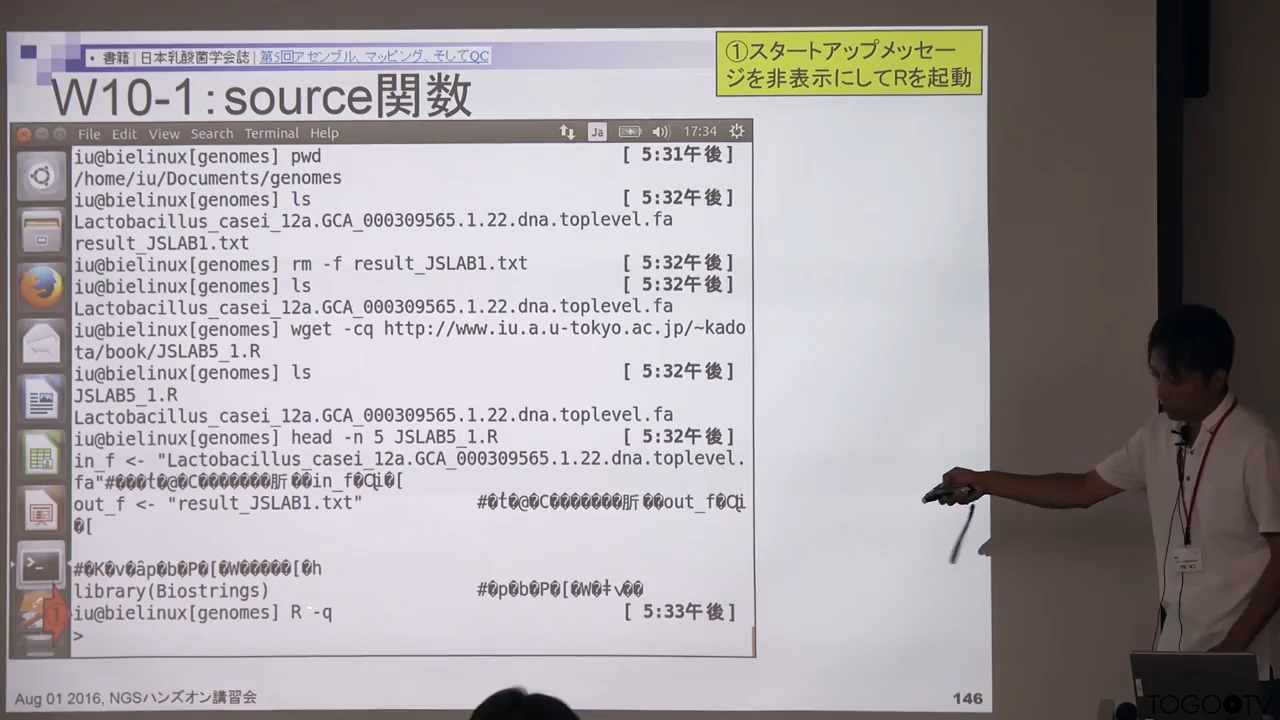 • 書籍 | 日本乳酸菌学会誌 | 第5回アセンブル、マッピング、そしてQC
W10-1:source関数
①スタートアップメッセー
ジを非表示にしてRを起動
File Edit View Search Terminal Help
Ja
17:34
iu@bielinux[genomes] pwd [ 5:31午後]
/home/iu/Documents/genomes
iu@bielinux[genomes] ls [ 5:32午後]
Lactobacillus_casei_12a.GCA_000309565.1.22.dna.toplevel.fa
result_JSLAB1.txt
iu@bielinux[genomes] rm -f result_JSLAB1.txt [ 5:32午後]
iu@bielinux[genomes] ls [ 5:32午後]
Lactobacillus_casei_12a.GCA_000309565.1.22.dna.toplevel.fa
iu@bielinux[genomes] wget -cq http://www.iu.a.u-tokyo.ac.jp/~kado
ta/book/JSLAB5_1.R
iu@bielinux[genomes] ls [ 5:32午後]
JSLAB5_1.R
Lactobacillus_casei_12a.GCA_000309565.1.22.dna.toplevel.fa
iu@bielinux[genomes] head -n 5 JSLAB5_1.R [ 5:32午後]
in_f <- "Lactobacillus_casei_12a.GCA_000309565.1.22.dna.toplevel.
fa"
out_f <- "result_JSLAB1.txt"
library(Biostrings)
①
iu@bielinux[genomes] R -q [ 5:33午後]
>
Aug 01 2016, NGSハンズオン講習会
146
TOGOTV